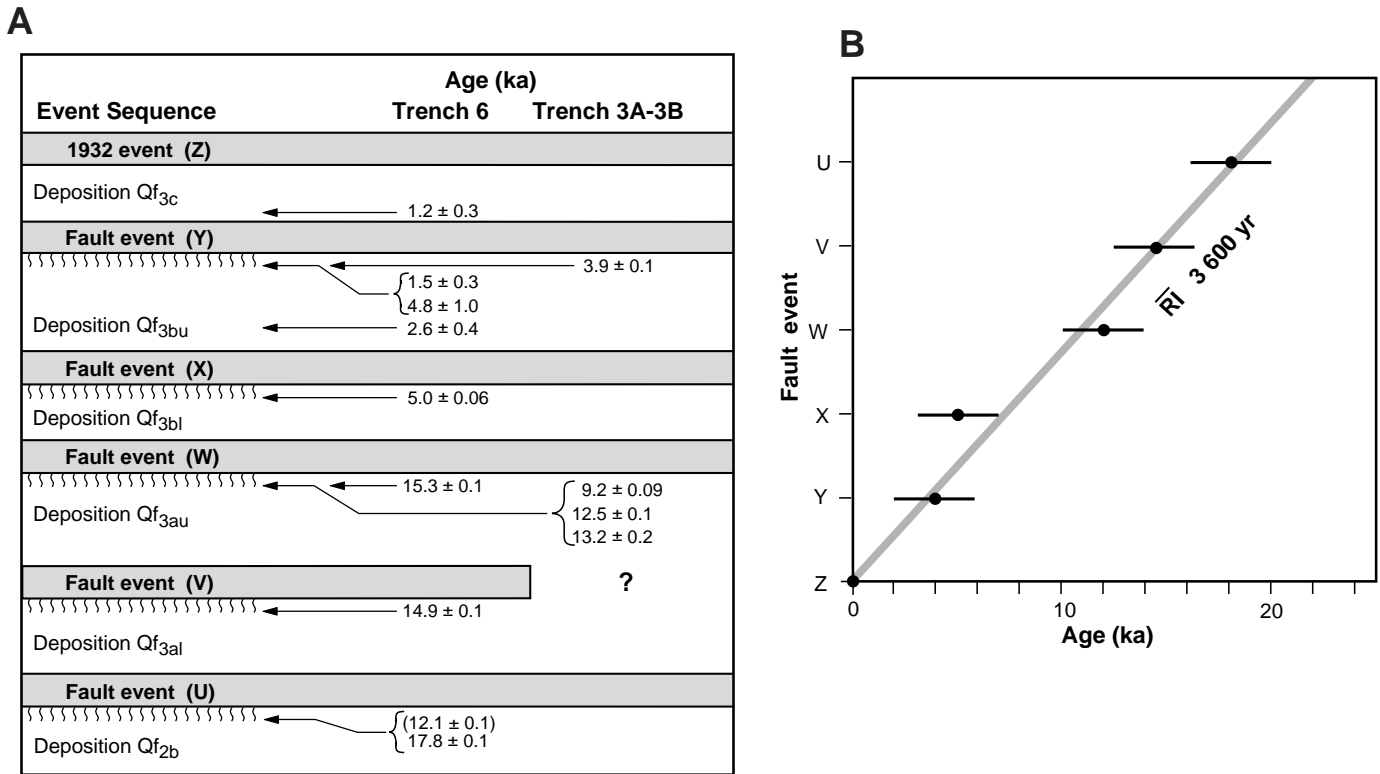 A
Age (ka)
Event Sequence Trench 6 Trench 3A-3B
1932 event (Z)
Deposition Qf3c
1.2 ± 0.3
Fault event (Y)
3.9 ± 0.1
1.5 ± 0.3
4.8 ± 1.0
Deposition Qf3bu 2.6 ± 0.4
Fault event (X)
5.0 ± 0.06
Deposition Qf3bl
Fault event (W)
15.3 ± 0.1 9.2 ± 0.09
Deposition Qf3au 12.5 ± 0.1
13.2 ± 0.2
Fault event (V) ?
14.9 ± 0.1
Deposition Qf3al
Fault event (U)
(12.1 ± 0.1)
17.8 ± 0.1
Deposition Qf2b
B
U
V
W
X
Y
Z
Fault event
RI 3 600 yr
0 10 20
Age (ka)